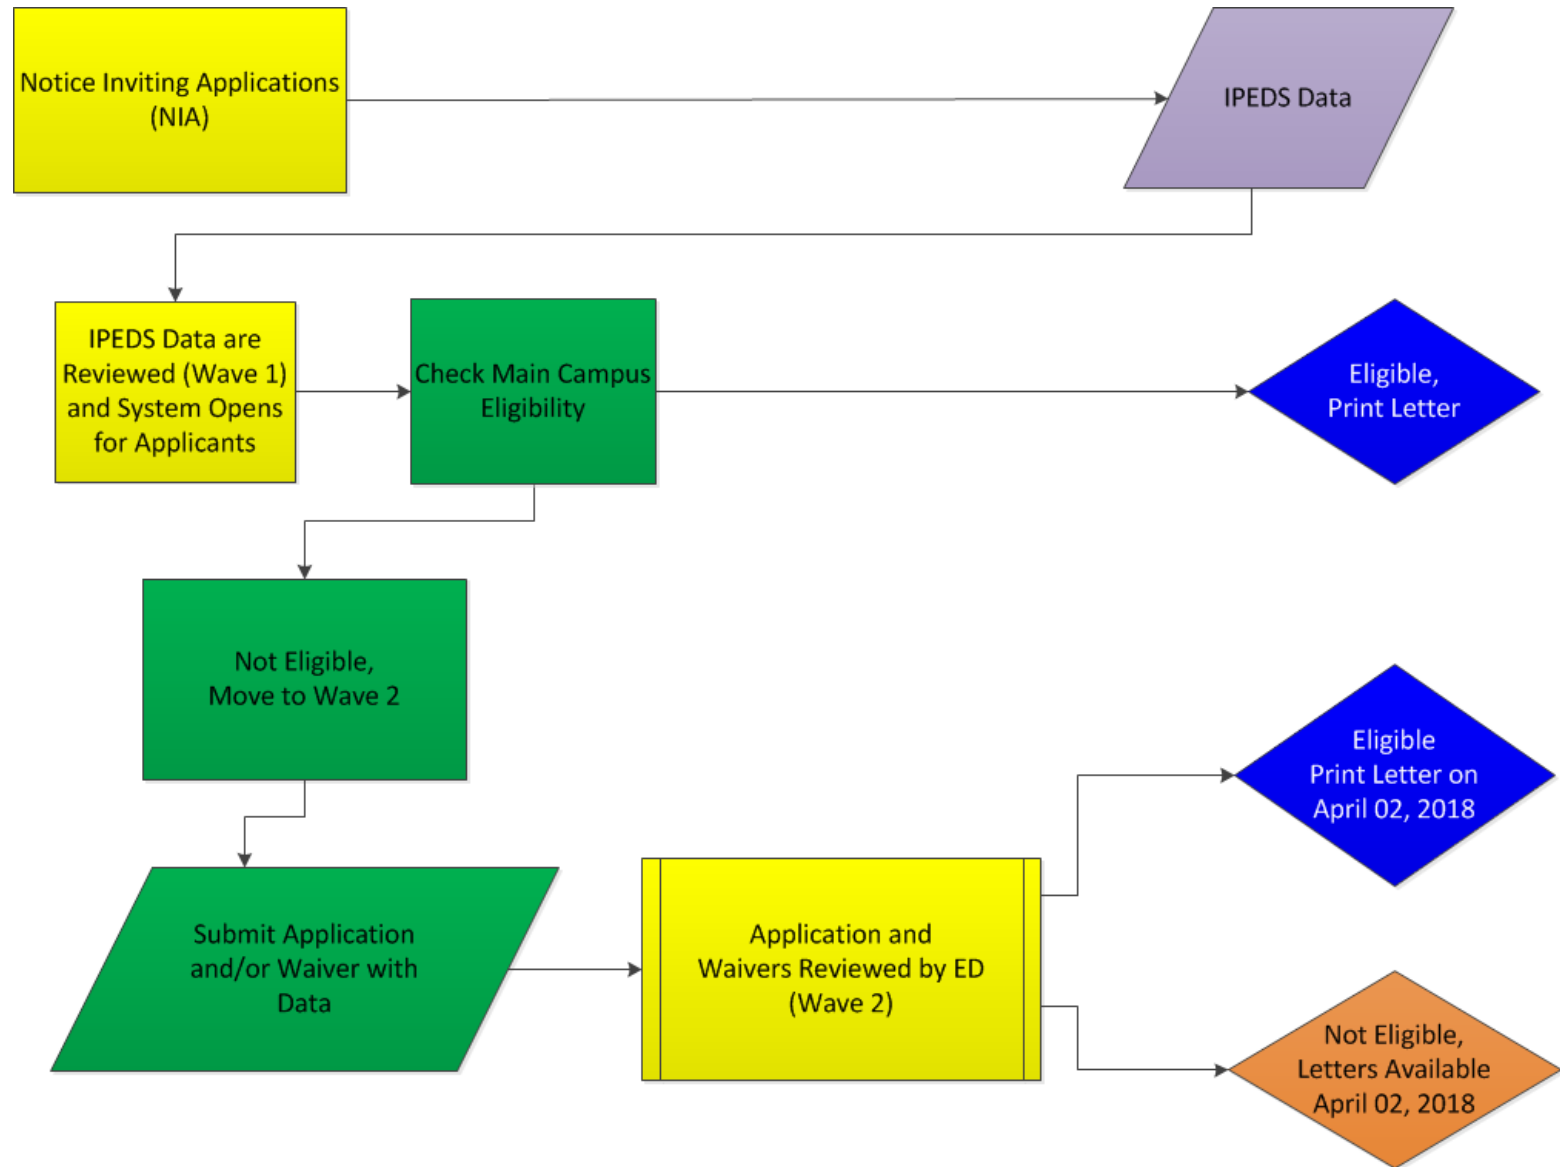 Notice Inviting Applications
(NIA)
IPEDS Data
IPEDS Data are
Reviewed (Wave 1)
and System Opens
for Applicants
Check Main Campus
Eligibility
Eligible,
Print Letter
Not Eligible,
Move to Wave 2
Eligible
Print Letter on
April 02, 2018
Submit Application
and/or Waiver with
Data
Application and
Waivers Reviewed by ED
(Wave 2)
Not Eligible,
Letters Available
April 02, 2018